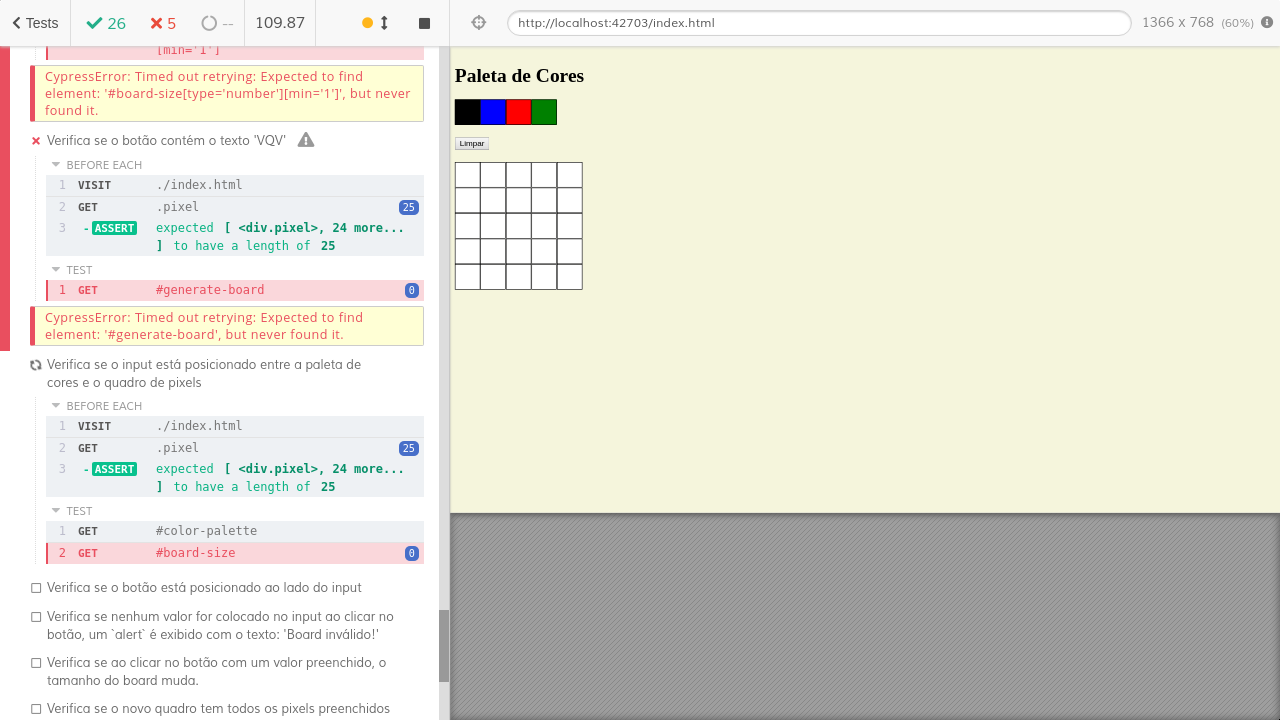 Tests
26
5
--
109.87
http://localhost:42703/index.html
1366 x 768 (60%)
[min='1']
CypressError: Timed out retrying: Expected to find
element: '#board-size[type='number'][min='1']', but never
found it.
Verifica se o botão contém o texto 'VQV'
BEFORE EACH
1 VISIT ./index.html
2 GET .pixel 25
3 -ASSERT expected [ <div.pixel>, 24 more...
] to have a length of 25
TEST
1 GET #generate-board 0
CypressError: Timed out retrying: Expected to find
element: '#generate-board', but never found it.
Verifica se o input está posicionado entre a paleta de
cores e o quadro de pixels
BEFORE EACH
1 VISIT ./index.html
2 GET .pixel 25
3 -ASSERT expected [ <div.pixel>, 24 more...
] to have a length of 25
TEST
1 GET #color-palette
2 GET #board-size 0
Verifica se o botão está posicionado ao lado do input
Verifica se nenhum valor for colocado no input ao clicar no
botão, um `alert` é exibido com o texto: 'Board inválido!'
Verifica se ao clicar no botão com um valor preenchido, o
tamanho do board muda.
Verifica se o novo quadro tem todos os pixels preenchidos
Paleta de Cores
Limpar